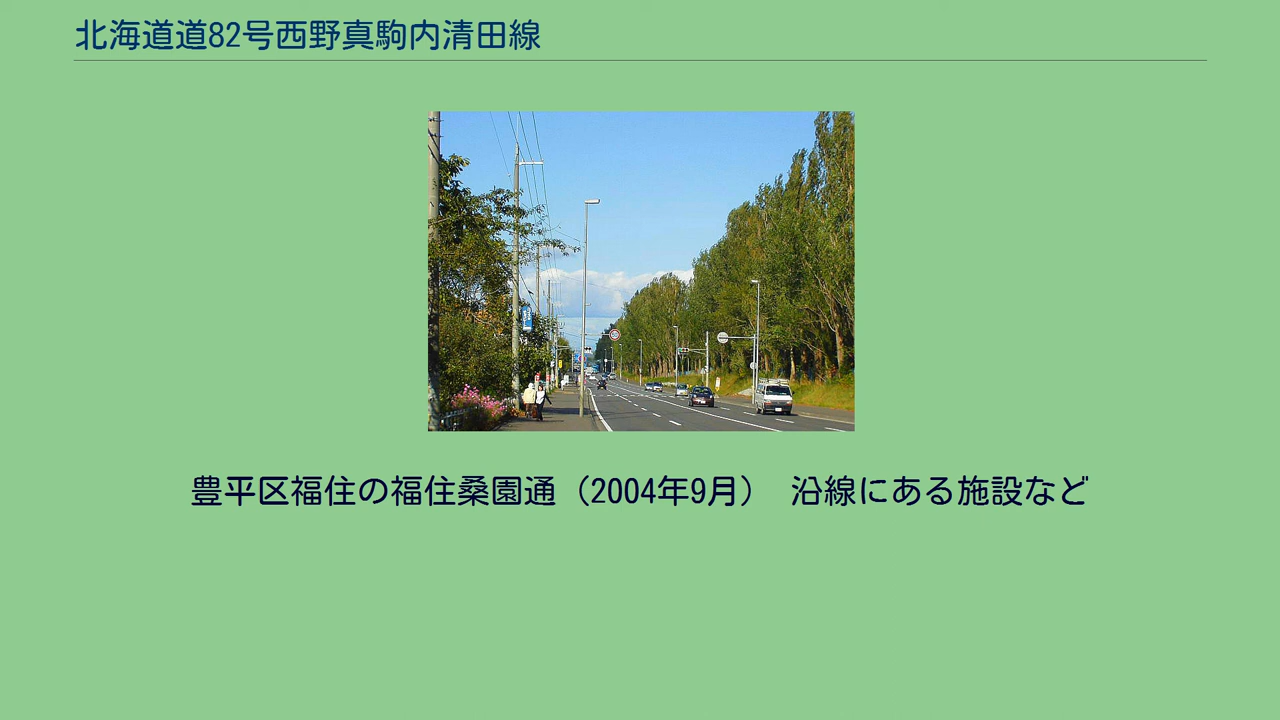 北海道道82号西野真駒内清田線
豊平区福住の福住桑園通（2004年9月） 沿線にある施設など